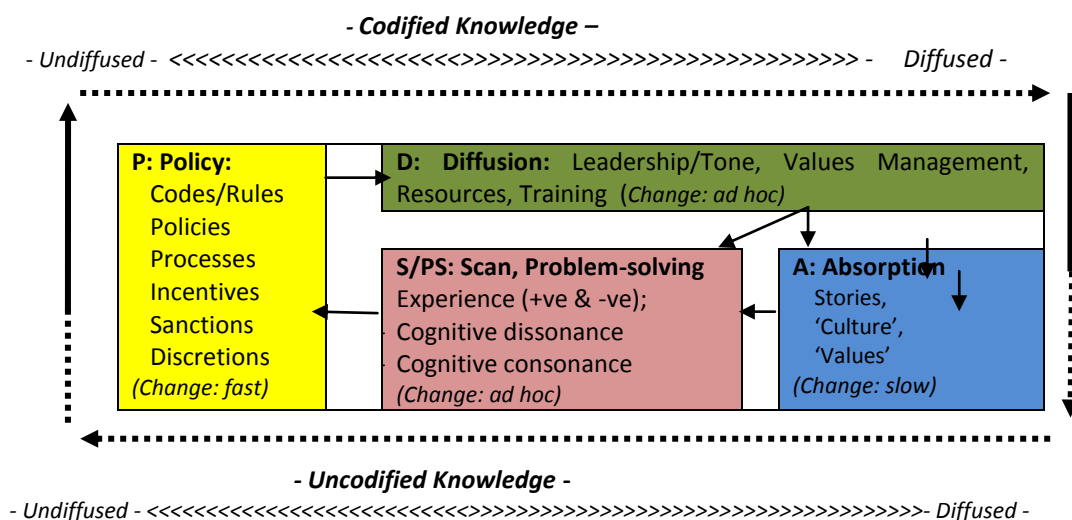 - Codified Knowledge –
- Undiffused - <<<<<<<<<<<<<<<<<<<<<<>>>>>>>>>>>>>>>>>>>>>>>>>>>>>>>>> - Diffused -
P: Policy:
Codes/Rules
Policies
Processes
Incentives
Sanctions
Discretions
(Change: fast)
D: Diffusion: Leadership/Tone, Values Management,
Resources, Training (Change: ad hoc)
S/PS: Scan, Problem-solving
Experience (+ve & -ve);
- Cognitive dissonance
- Cognitive consonance
(Change: ad hoc)
A: Absorption
Stories,
‘Culture’,
‘Values’
(Change: slow)
- Uncodified Knowledge -
- Undiffused - <<<<<<<<<<<<<<<<<<<<<<<<>>>>>>>>>>>>>>>>>>>>>>>>>>>>>>>>>>>- Diffused -